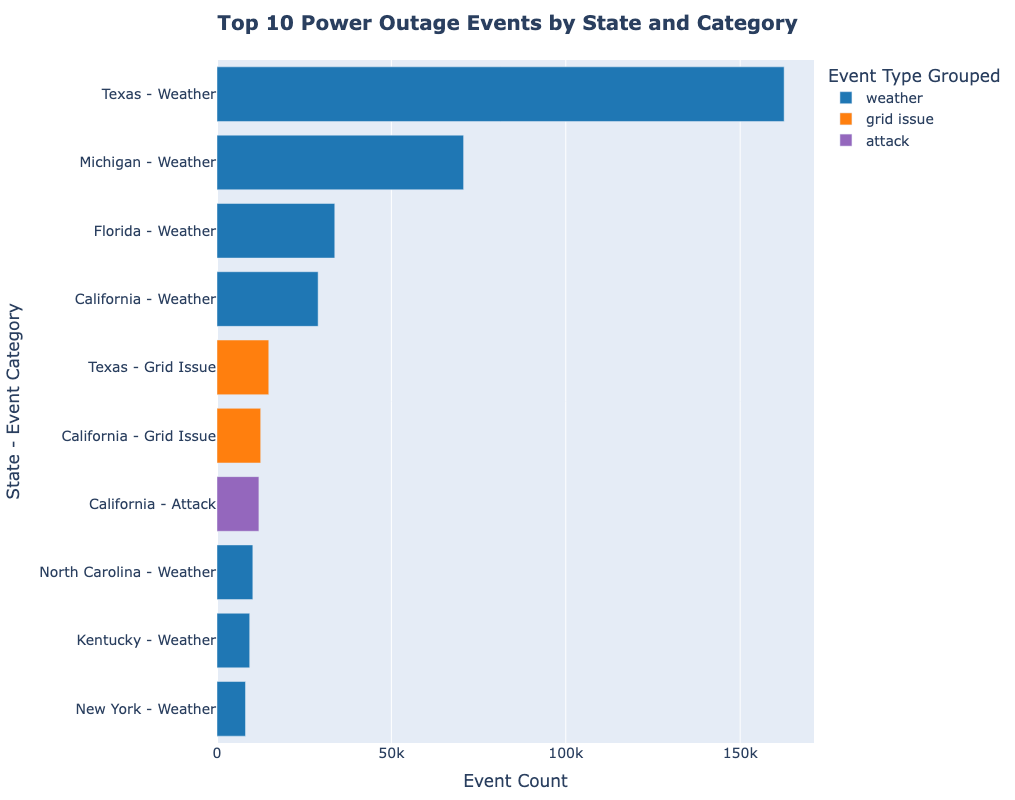 Top 10 Power Outage Events by State and Category
Event Type Grouped
weather
grid issue
attack
State - Event Category
Texas - Weather
Michigan - Weather
Florida - Weather
California - Weather
Texas - Grid Issue
California - Grid Issue
California - Attack
North Carolina - Weather
Kentucky - Weather
New York - Weather
0 50k 100k 150k
Event Count